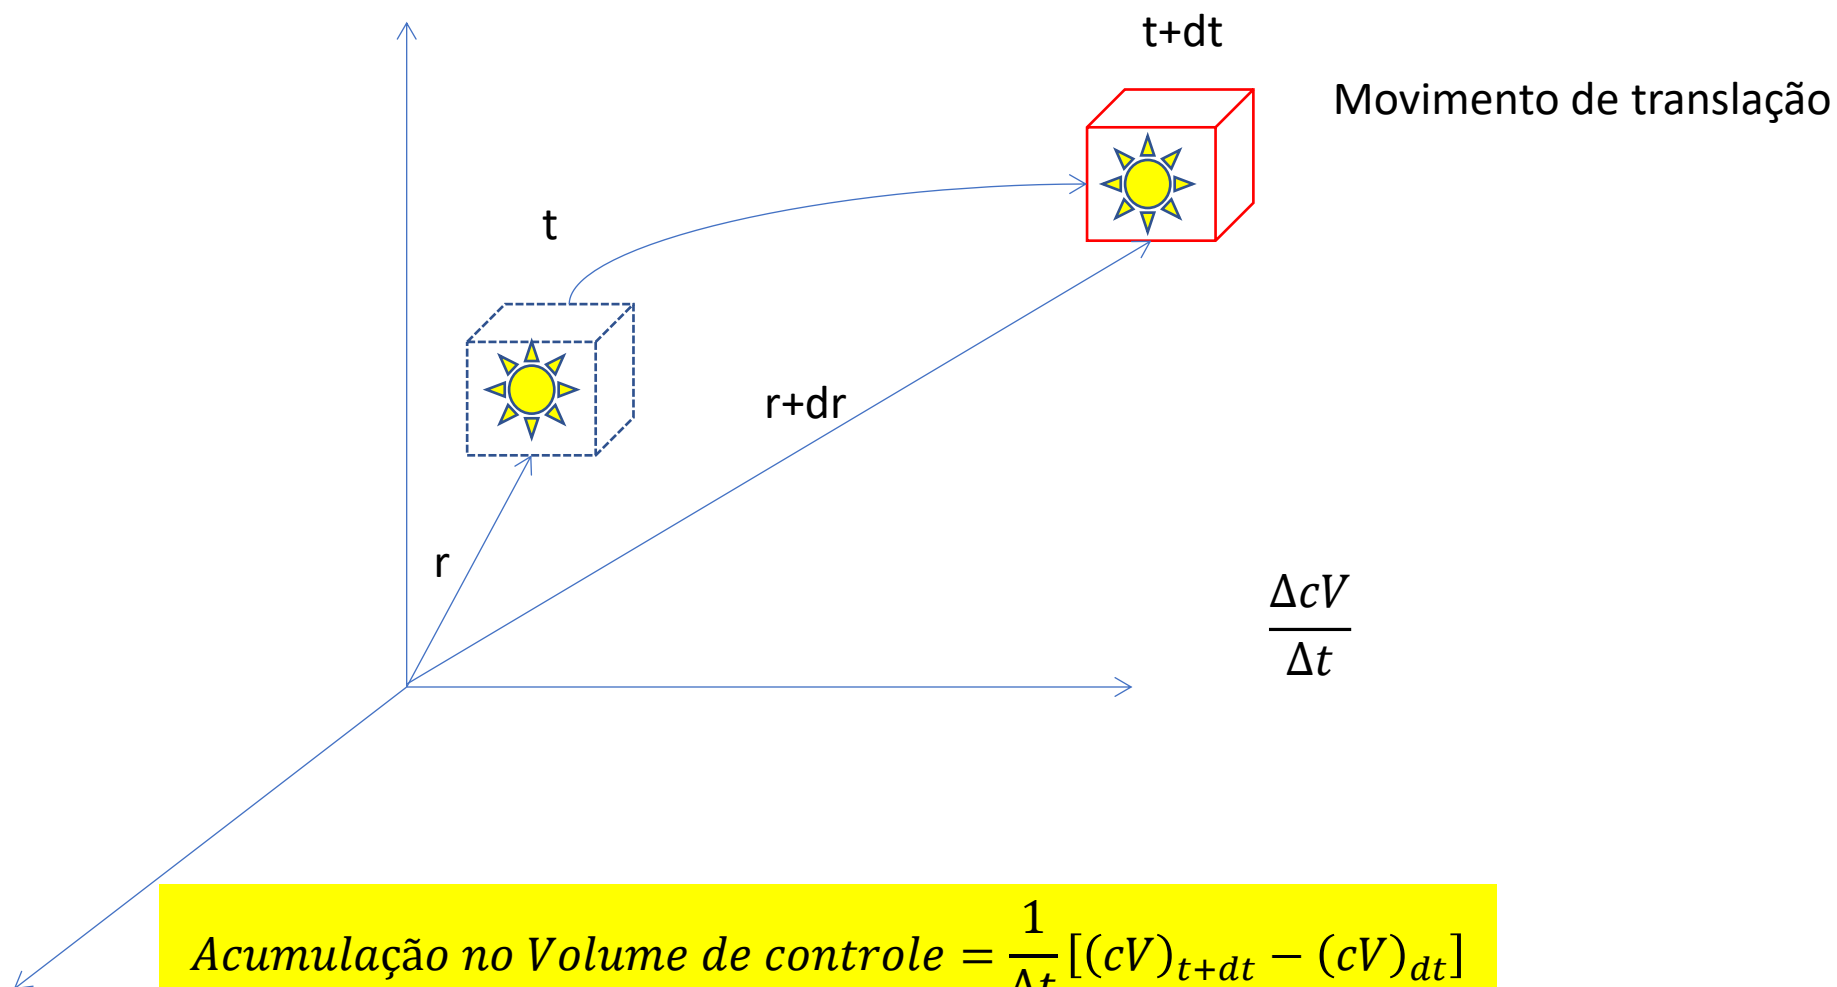 t+dt
Movimento de translação
t
r+dr
r
ΔcV
Δt
Acumulação no Volume de controle = 1/Δt [(cV)t+dt − (cV)dt]